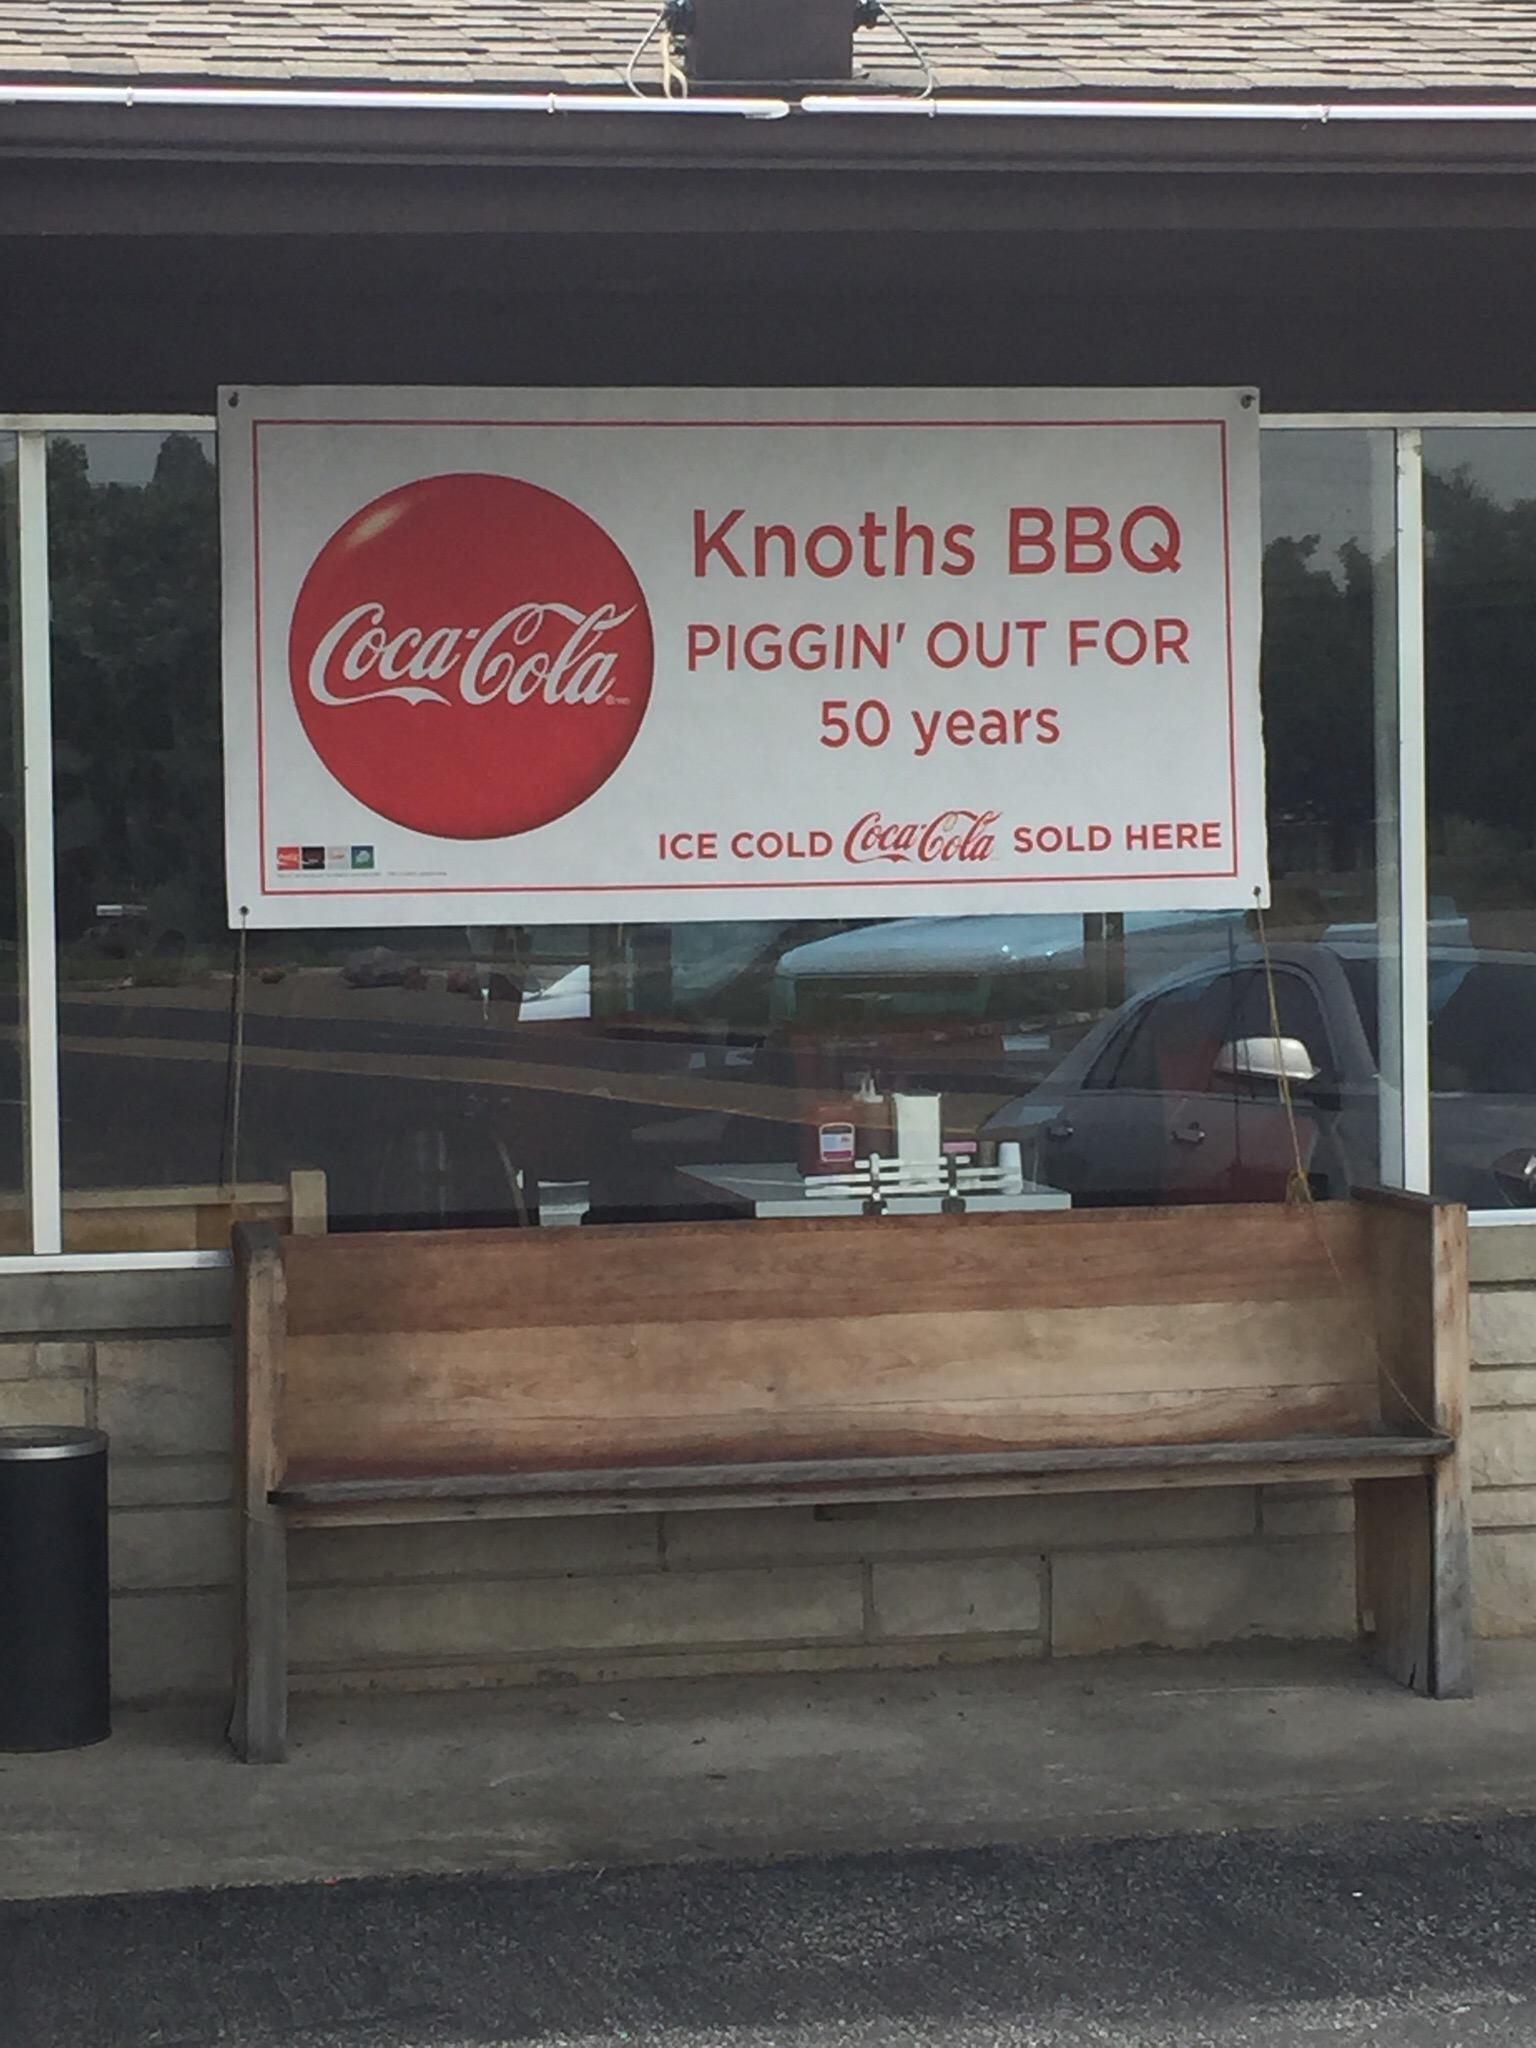 Coca-Cola
Knoths BBQ
PIGGIN' OUT FOR
50 years
ICE COLD Coca-Cola SOLD HERE